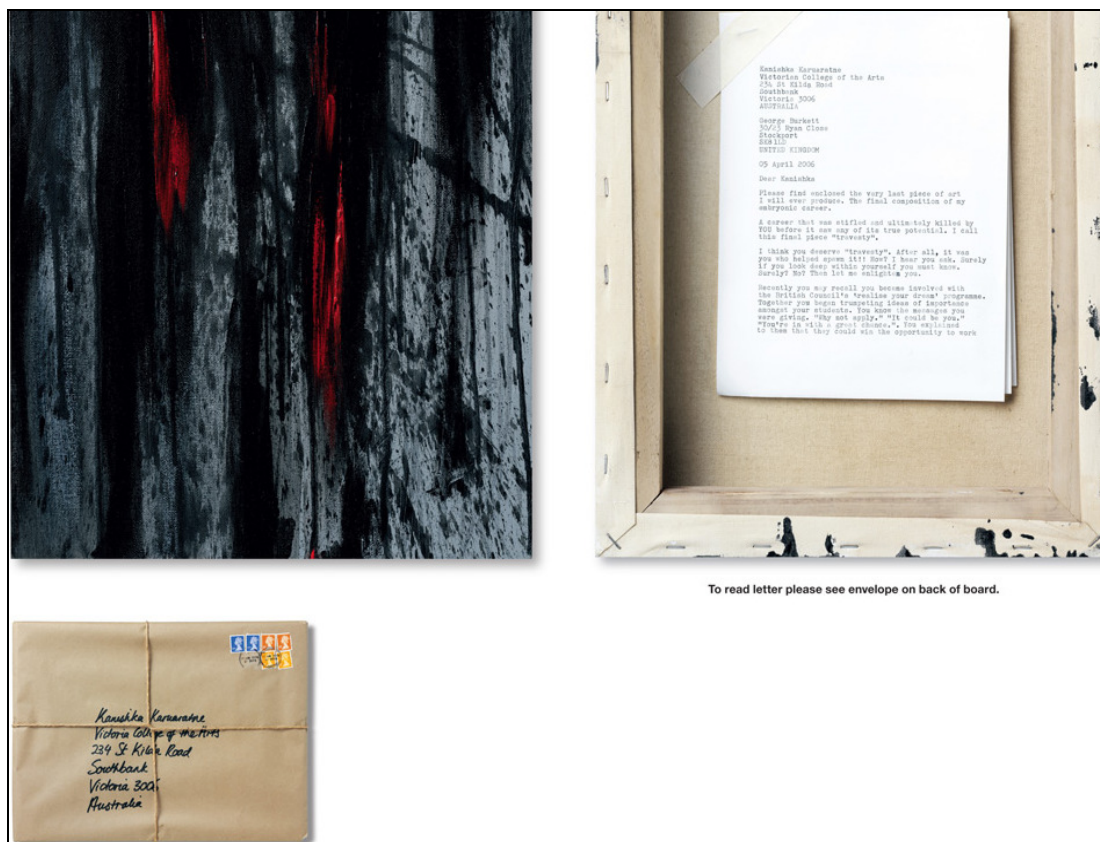 Kanishka Karuaratne
Victorian College of the Arts
234 St Kilda Road
Southbank
Victoria 3006
AUSTRALIA
George Burkett
30/23 Dyan Close
Stockport
UNITED KINGDOM
05 April 2006
Dear Kanishka
Please find enclosed the very last piece of art
I will ever produce. The final composition of my
embryonic career.
A career that was stifled and ultimately killed by
YOU before it saw any of its true potential. I call
this final piece "travesty".
I think you deserve "travesty". After all, it was
you who helped spawn it!! How? I hear you ask. Surely
if you look deep within yourself you must know.
Surely? No? Then let me enlighten you.
Recently you may recall you became involved with
the British Council's 'realise your dream' programme.
Together you began trumpeting ideas of importance
amongst your students. You know the messages you
were giving. "Why not apply." "It could be you."
"You're in with a great chance.". You explained
to them that they could win the opportunity to work
To read letter please see envelope on back of board.
Kanishka Karuaratne
Victoria College of the Arts
234 St Kilda Road
Southbank
Victoria 3006
Australia